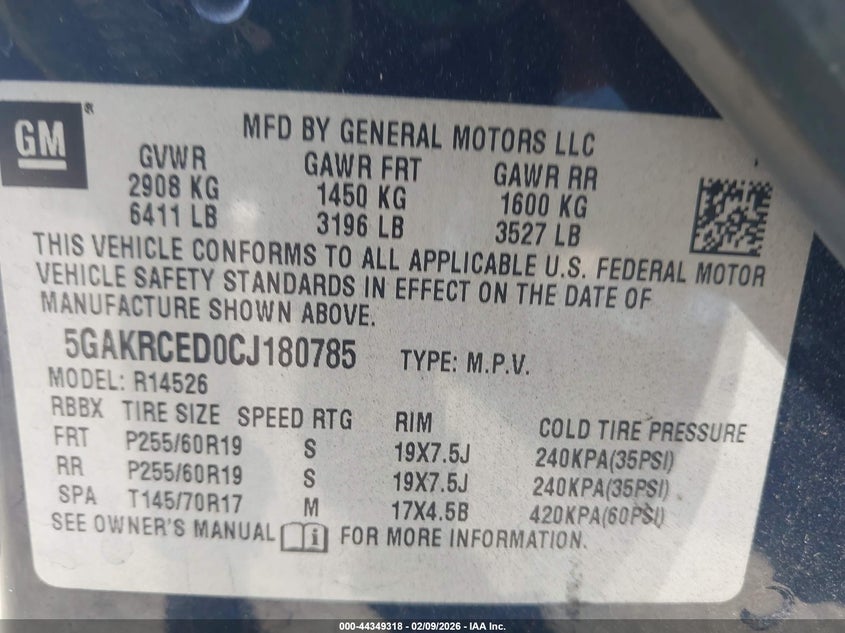 GM ®
MFD BY GENERAL MOTORS LLC
GVWR GAWR FRT GAWR RR
2908 KG 1450 KG 1600 KG
6411 LB 3196 LB 3527 LB
THIS VEHICLE CONFORMS TO ALL APPLICABLE U.S. FEDERAL MOTOR
VEHICLE SAFETY STANDARDS IN EFFECT ON THE DATE OF
MANUFACTURE SHOWN ABOVE.
5GAKRCED0CJ180785 TYPE: M.P.V.
MODEL: R14526
RBBX TIRE SIZE SPEED RTG RIM COLD TIRE PRESSURE
FRT P255/60R19 S 19X7.5J 240KPA(35PSI)
RR P255/60R19 S 19X7.5J 240KPA(35PSI)
SPA T145/70R17 M 17X4.5B 420KPA(60PSI)
SEE OWNER'S MANUAL i FOR MORE INFORMATION.
000-44349318 - 02/09/2026 - IAA Inc.